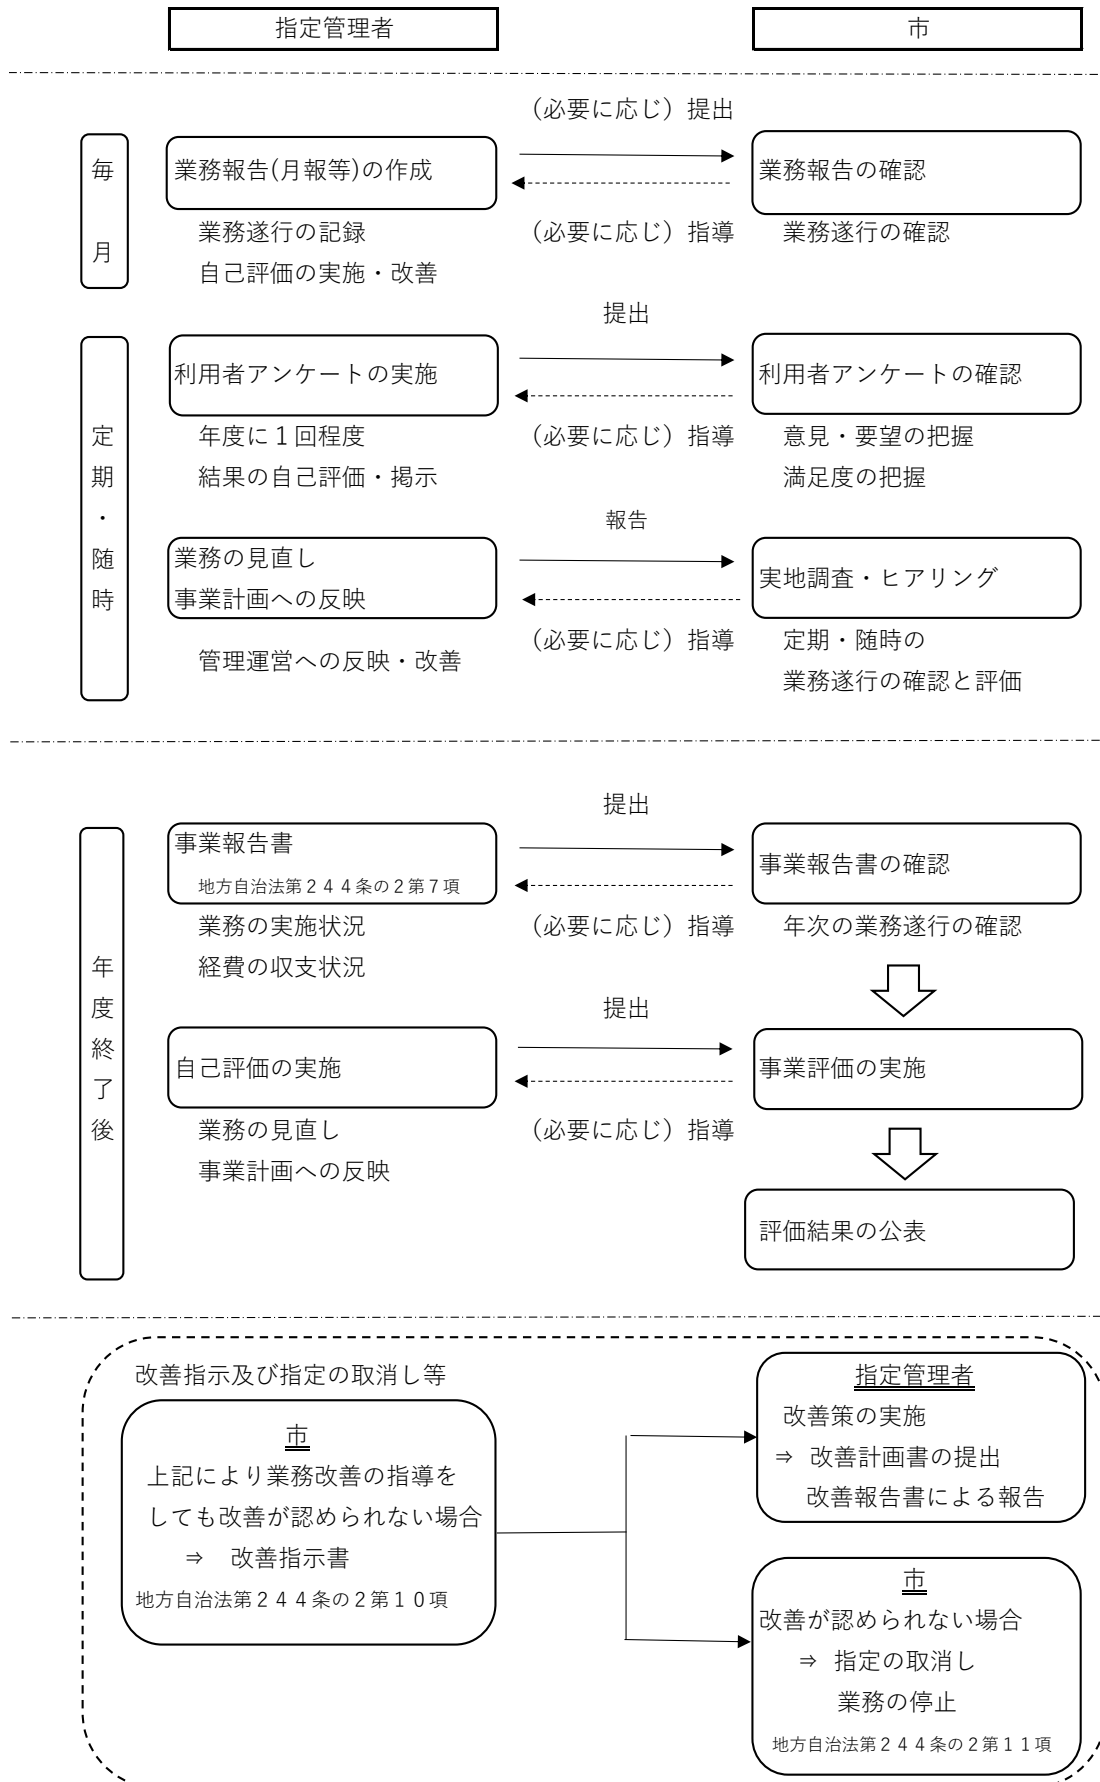 指定管理者
市
(必要に応じ)提出
毎月
業務報告(月報等)の作成
業務報告の確認
業務遂行の記録
(必要に応じ)指導
業務遂行の確認
自己評価の実施・改善
提出
定期・随時
利用者アンケートの実施
利用者アンケートの確認
年度に1回程度
(必要に応じ)指導
意見・要望の把握
結果の自己評価・掲示
満足度の把握
報告
業務の見直し
事業計画への反映
実地調査・ヒアリング
管理運営への反映・改善
(必要に応じ)指導
定期・随時の
業務遂行の確認と評価
提出
年度終了後
事業報告書
地方自治法第244条の2第7項
事業報告書の確認
業務の実施状況
(必要に応じ)指導
年次の業務遂行の確認
経費の収支状況
提出
自己評価の実施
事業評価の実施
業務の見直し
(必要に応じ)指導
事業計画への反映
評価結果の公表
改善指示及び指定の取消し等
市
上記により業務改善の指導を
しても改善が認められない場合
⇒ 改善指示書
地方自治法第244条の2第10項
指定管理者
改善策の実施
⇒ 改善計画書の提出
改善報告書による報告
市
改善が認められない場合
⇒ 指定の取消し
業務の停止
地方自治法第244条の2第11項